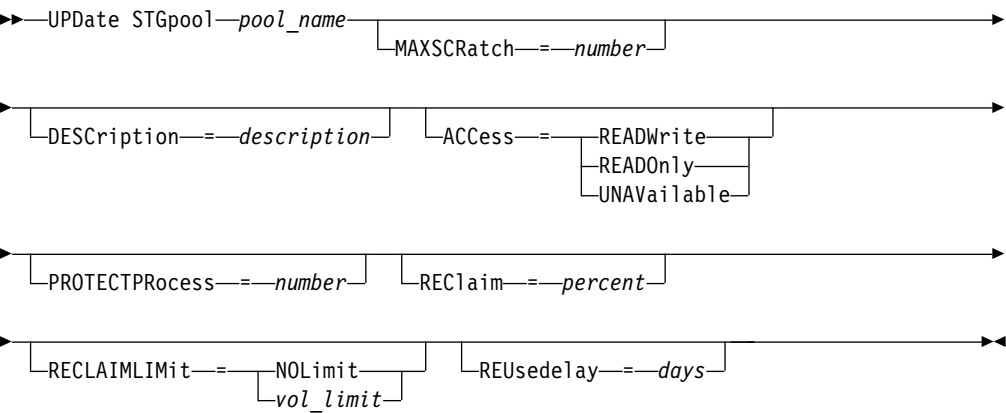 UPDate STGpool pool_name
MAXSCRatch = number
DESCription = description ACCess = READWrite
READOnly
UNAVailable
PROTECTPRocess = number REClaim = percent
RECLAIMLIMit = NOLimit REUsedelay = days
vol_limit